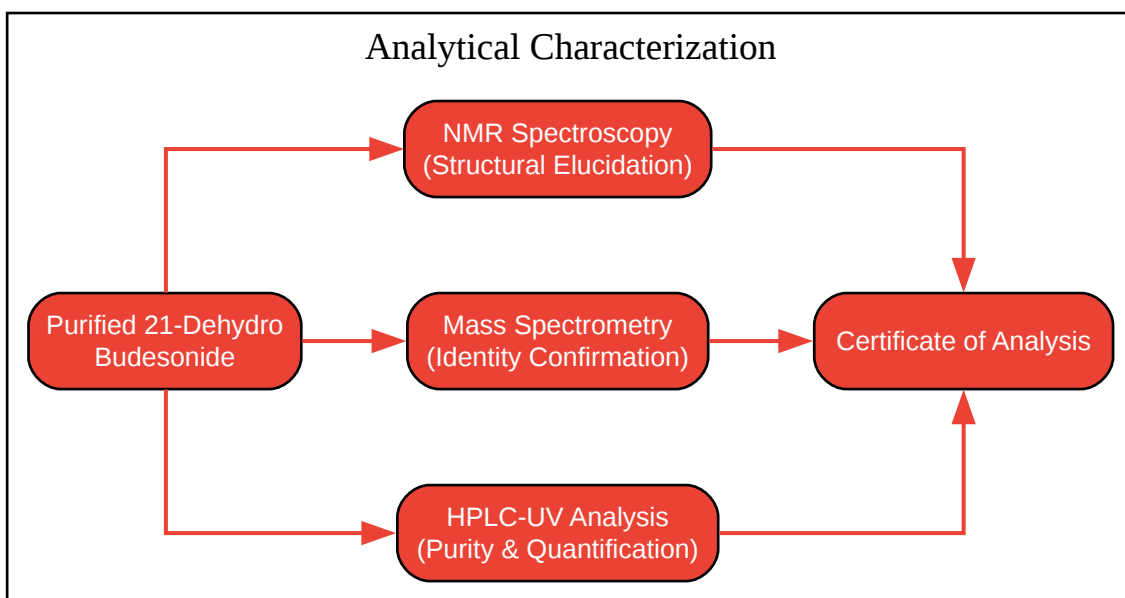 Analytical Characterization
NMR Spectroscopy
(Structural Elucidation)
Purified 21-Dehydro
Budesonide
Mass Spectrometry
(Identity Confirmation)
Certificate of Analysis
HPLC-UV Analysis
(Purity & Quantification)